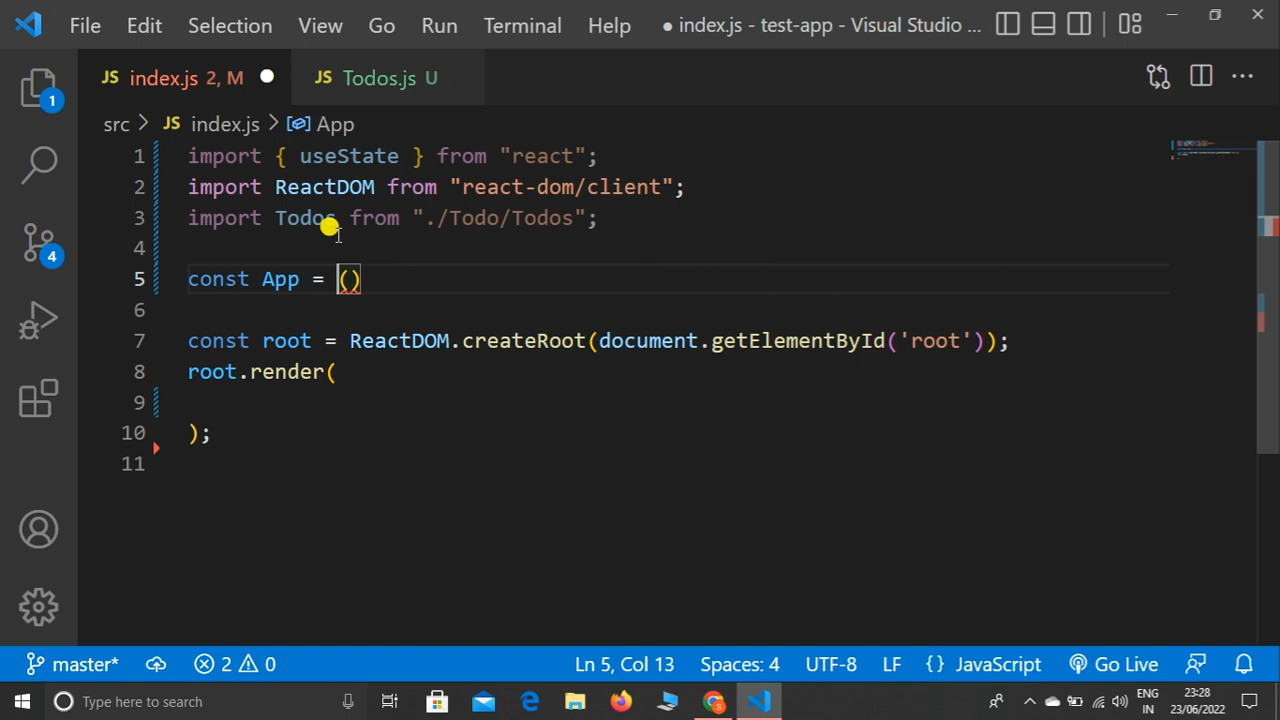 File Edit Selection View Go Run Terminal Help ● index.js - test-app - Visual Studio ...
JS index.js 2, M ● JS Todos.js U
src > JS index.js > App
1 import { useState } from "react";
2 import ReactDOM from "react-dom/client";
3 import Todos from "./Todo/Todos";
4
5 const App = ()
6
7 const root = ReactDOM.createRoot(document.getElementById('root'));
8 root.render(
9
10 );
11
1
4
master* 2 0 Ln 5, Col 13 Spaces: 4 UTF-8 LF {} JavaScript Go Live
Type here to search ENG IN 23:28 23/06/2022